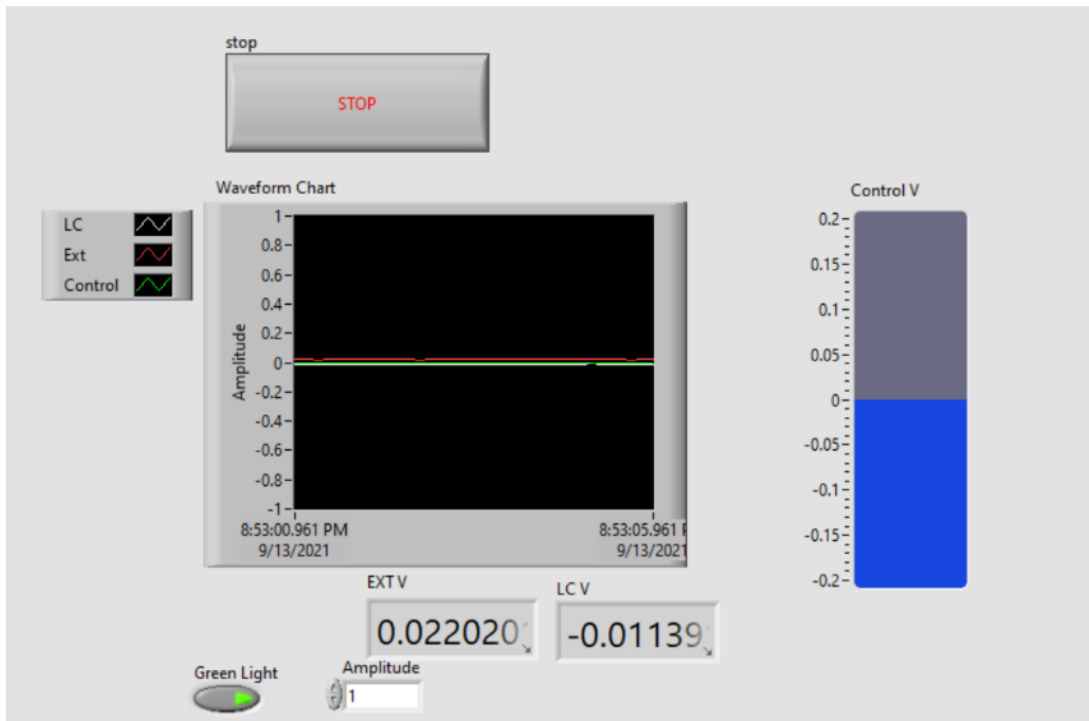 stop
STOP
Waveform Chart
LC
Ext
Control
Amplitude
1
0.8
0.6
0.4
0.2
0
-0.2
-0.4
-0.6
-0.8
-1
8:53:00.961 PM
9/13/2021
8:53:05.961
9/13/2021
Control V
0.2
0.15
0.1
0.05
0
-0.05
-0.1
-0.15
-0.2
EXT V
0.022020
LC V
-0.01139
Green Light
Amplitude
1